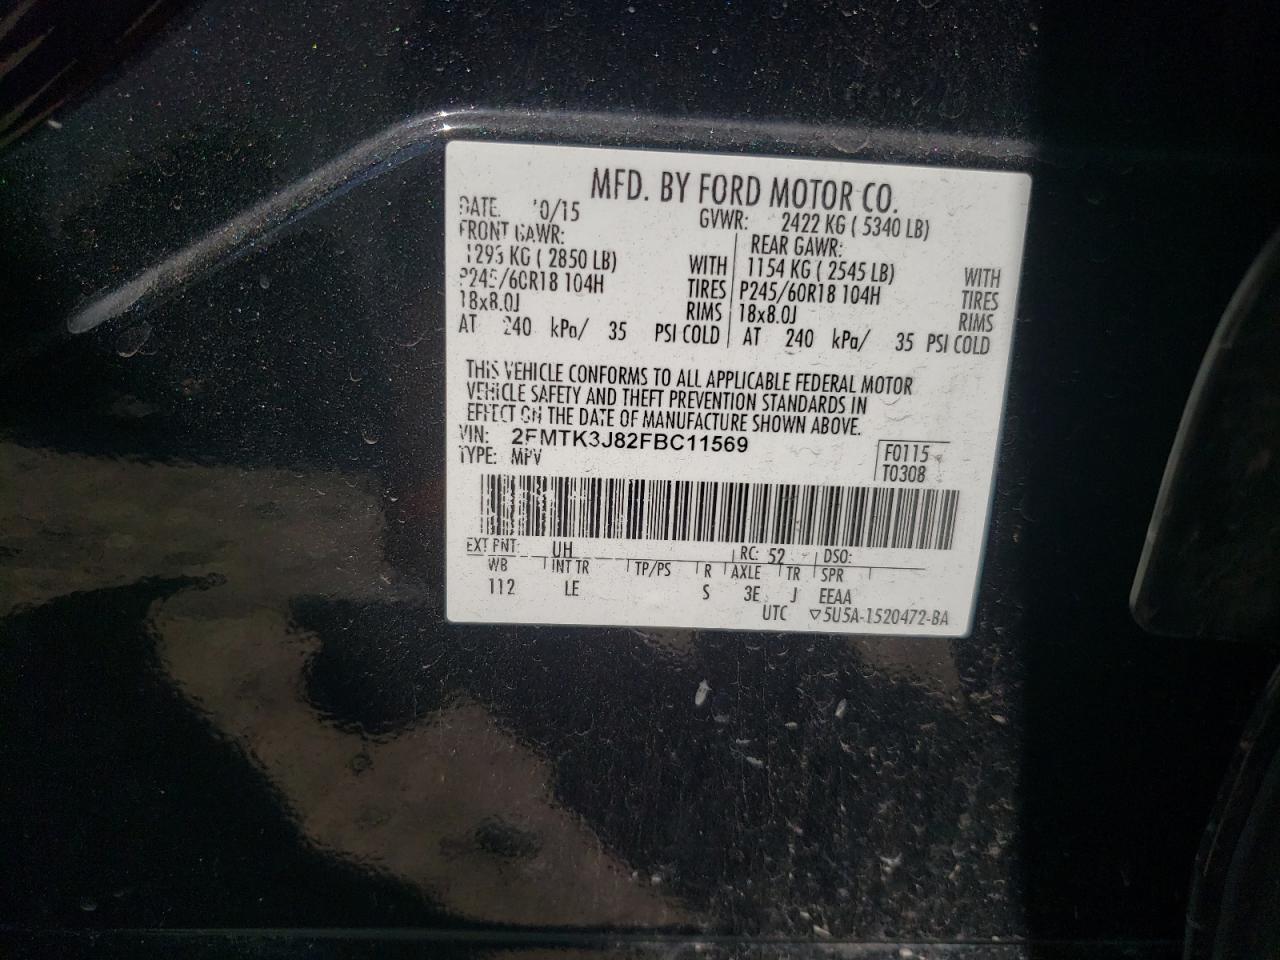 MFD. BY FORD MOTOR CO.
DATE: 10/15 GVWR: 2422 KG ( 5340 LB)
FRONT GAWR: REAR GAWR:
1293 KG ( 2850 LB) WITH 1154 KG ( 2545 LB) WITH
P245/60R18 104H TIRES P245/60R18 104H TIRES
18x8.0J RIMS 18x8.0J RIMS
AT 240 kPa/ 35 PSI COLD AT 240 kPa/ 35 PSI COLD
THIS VEHICLE CONFORMS TO ALL APPLICABLE FEDERAL MOTOR
VEHICLE SAFETY AND THEFT PREVENTION STANDARDS IN
EFFECT ON THE DATE OF MANUFACTURE SHOWN ABOVE.
VIN: 2FMTK3J82FBC11569 F0115
TYPE: MPV T0308
EXT PNT: UH RC: 52 DSO:
WB INT TR TP/PS R AXLE TR SPR
112 LE S 3E J EEAA
UTC ▽5U5A-1520472-BA